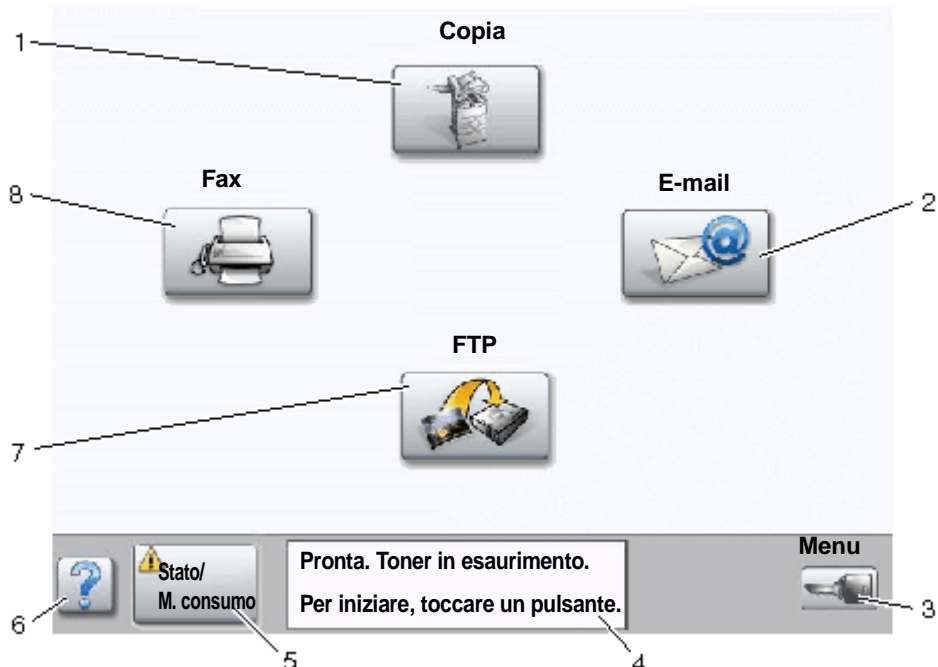 Copia
1
Fax
E-mail
8
2
FTP
7
Menu
Stato/
M. consumo
Pronta. Toner in esaurimento.
Per iniziare, toccare un pulsante.
6
5
4
3